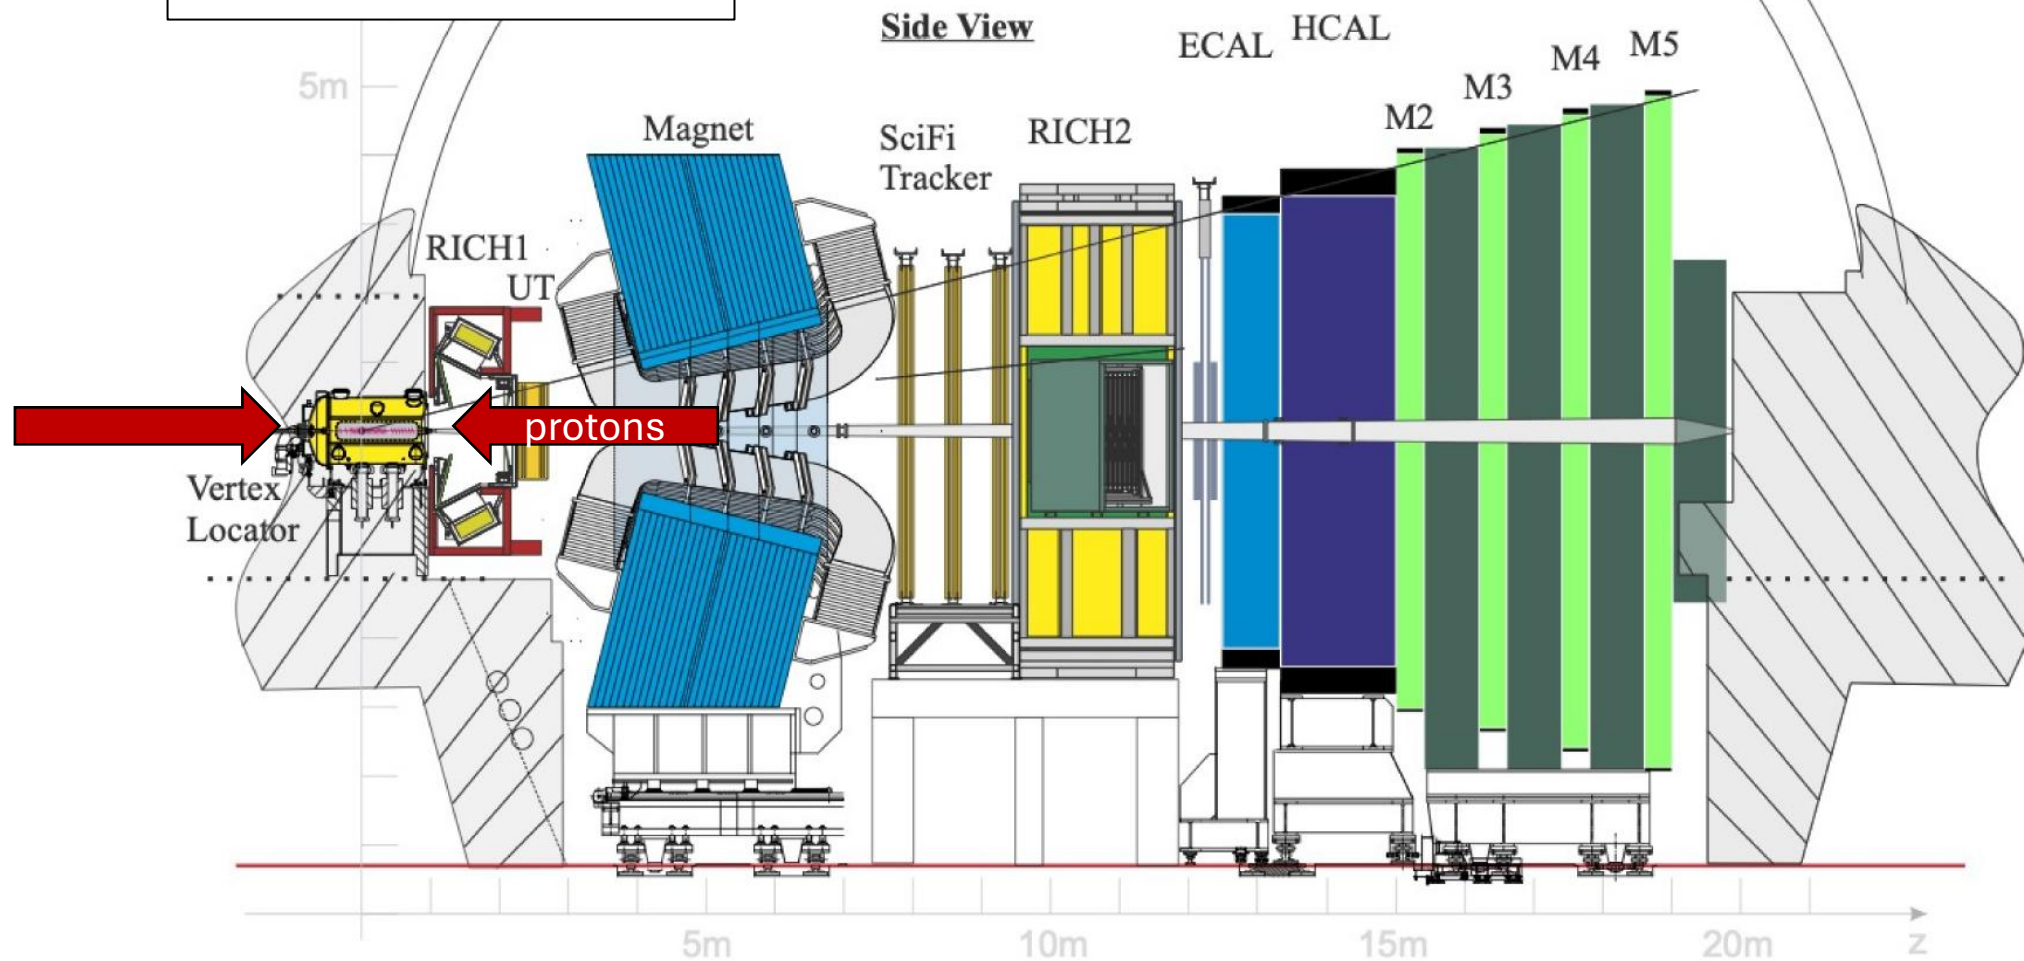 Side View
ECAL
HCAL
M5
M4
M3
M2
5m
Magnet
SciFi
Tracker
RICH2
RICH1
UT
protons
Vertex
Locator
5m
10m
15m
20m
z